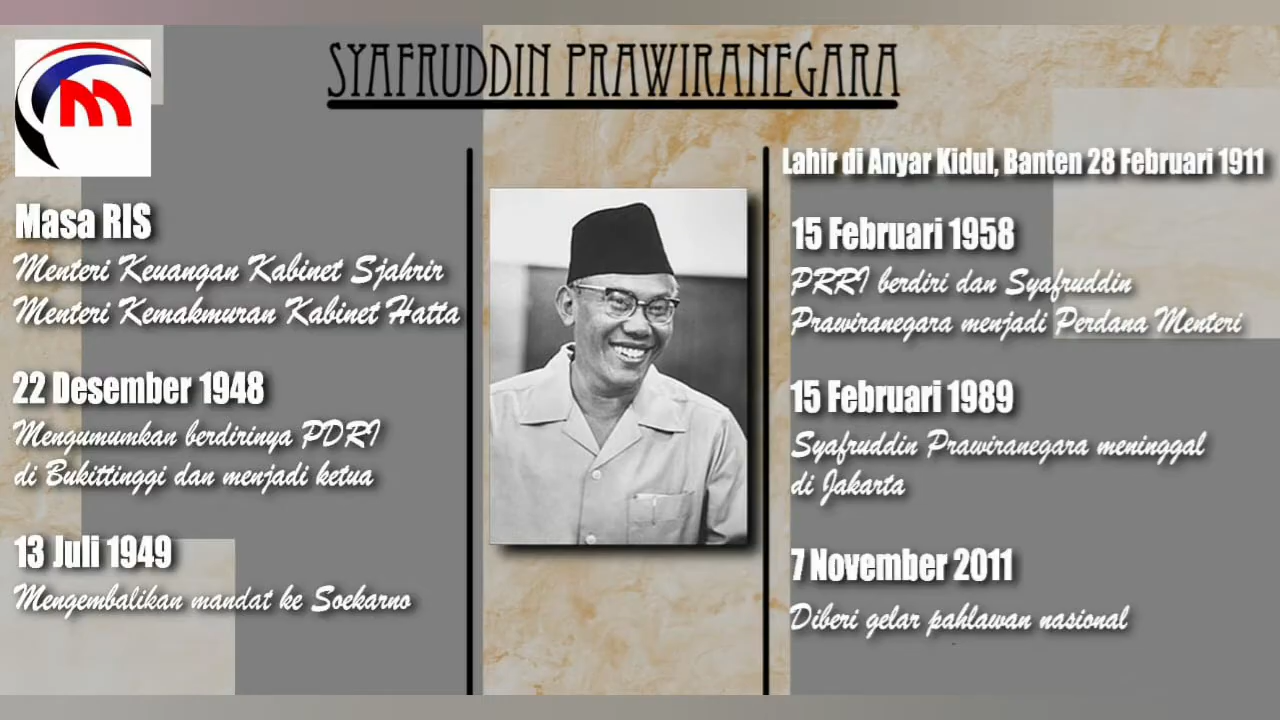 SYAFRUDDIN PRAWIRANEGARA
m
Masa RIS
Menteri Keuangan Kabinet Sjahrir
Menteri Kemakmuran Kabinet Hatta
22 Desember 1948
Mengumumkan berdirinya PDRI
di Bukittinggi dan menjadi ketua
13 Juli 1949
Mengembalikan mandat ke Soekarno
Lahir di Anyar Kidul, Banten 28 Februari 1911
15 Februari 1958
PRRI berdiri dan Syafruddin
Prawiranegara menjadi Perdana Menteri
15 Februari 1989
Syafruddin Prawiranegara meninggal
di Jakarta
7 November 2011
Diberi gelar pahlawan nasional